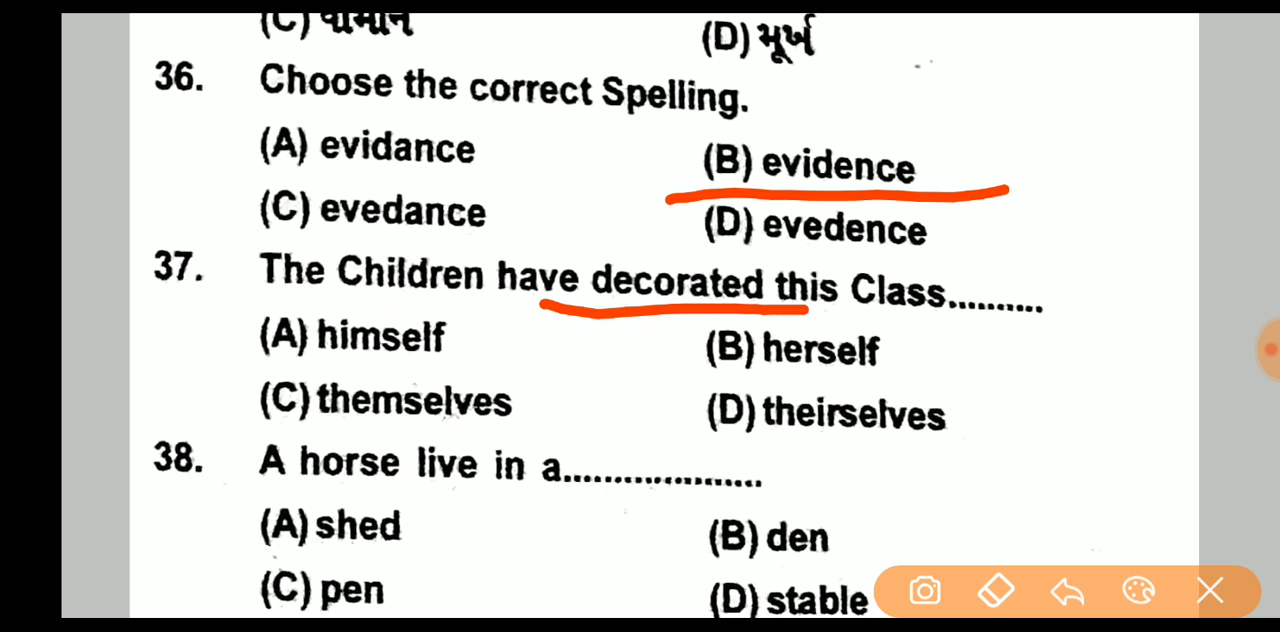 (D) મૂર્ખ
36. Choose the correct Spelling.
(A) evidance (B) evidence
(C) evedance (D) evedence
37. The Children have decorated this Class..........
(A) himself (B) herself
(C) themselves (D) theirselves
38. A horse live in a.....................
(A) shed (B) den
(C) pen (D) stable